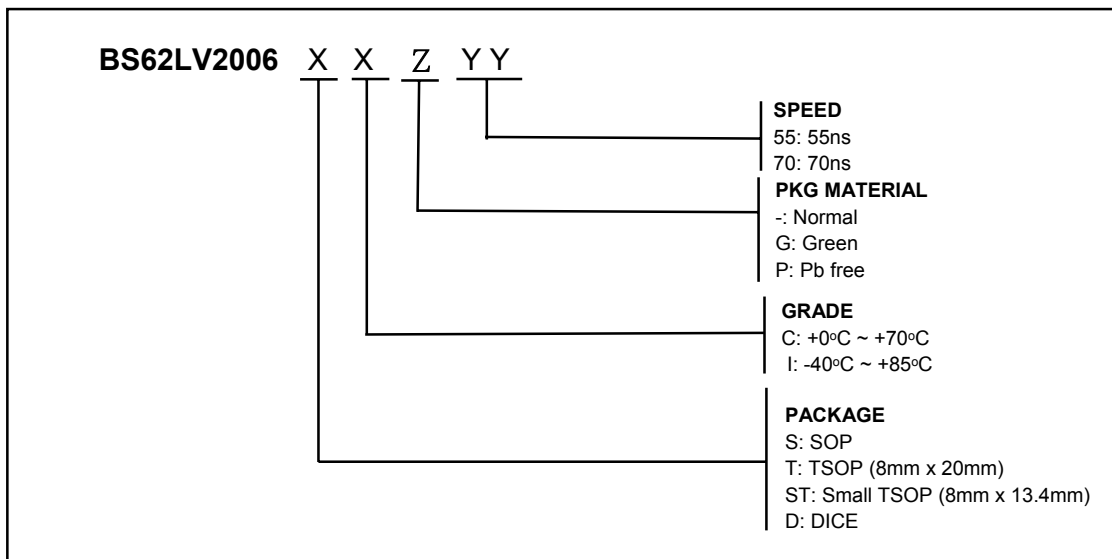 BS62LV2006 X X Z Y Y
SPEED
55: 55ns
70: 70ns
PKG MATERIAL
-: Normal
G: Green
P: Pb free
GRADE
C: +0ºC ~ +70ºC
I: -40ºC ~ +85ºC
PACKAGE
S: SOP
T: TSOP (8mm x 20mm)
ST: Small TSOP (8mm x 13.4mm)
D: DICE